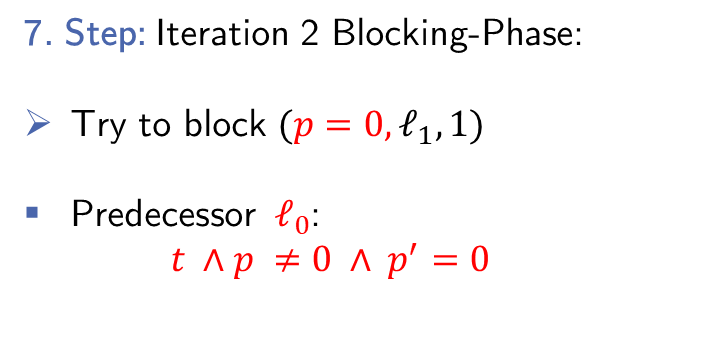 7. Step: Iteration 2 Blocking-Phase:
➤ Try to block (p = 0, ℓ₁, 1)
▪ Predecessor ℓ₀:
t ∧ p ≠ 0 ∧ p′ = 0